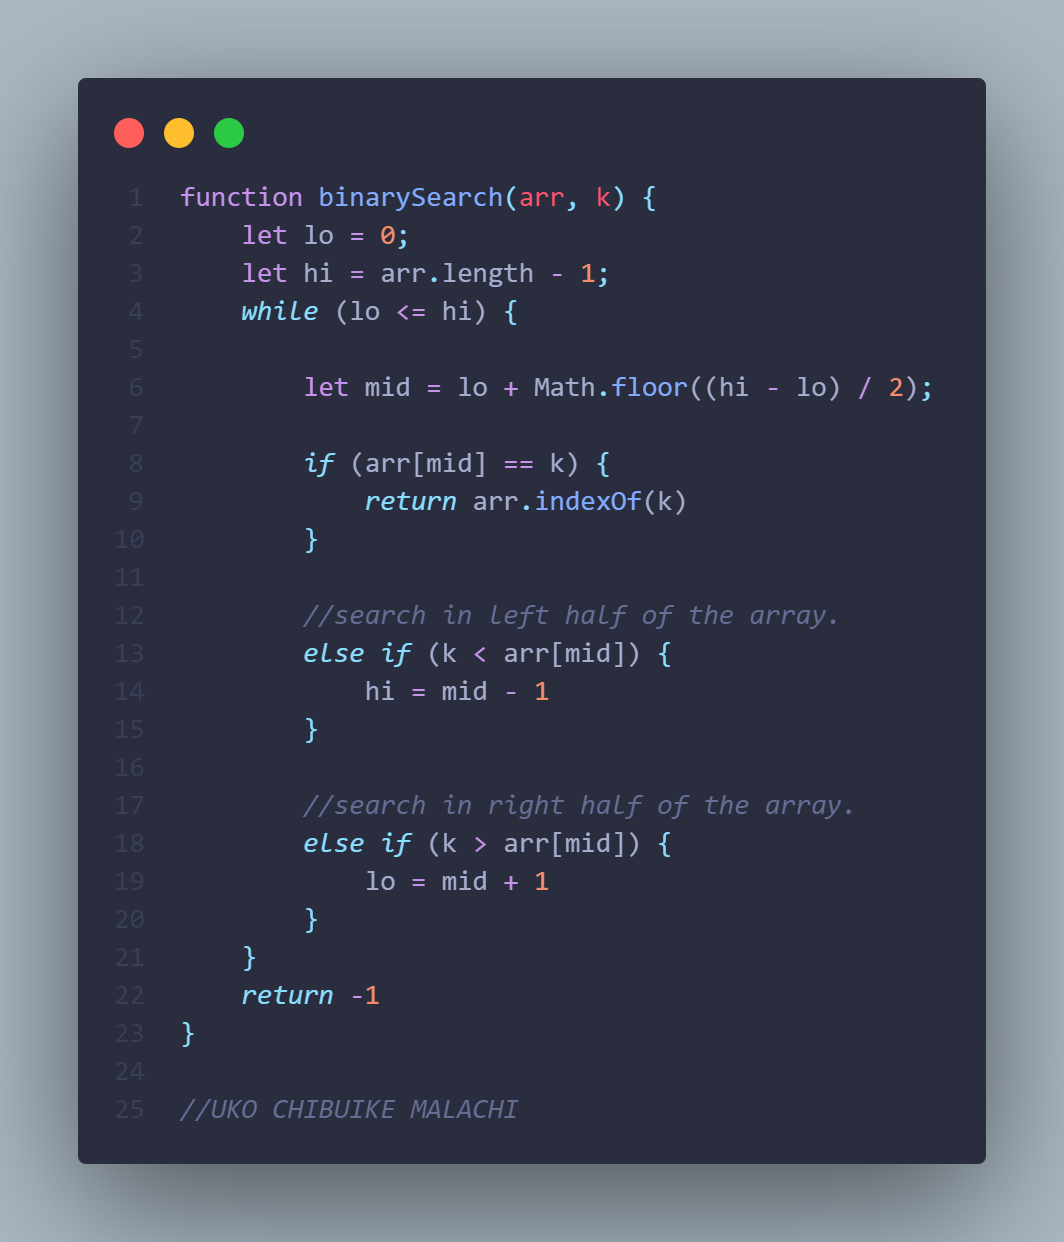 1 function binarySearch(arr, k) {
2     let lo = 0;
3     let hi = arr.length - 1;
4     while (lo <= hi) {
5
6         let mid = lo + Math.floor((hi - lo) / 2);
7
8         if (arr[mid] == k) {
9             return arr.indexOf(k)
10         }
11
12         //search in left half of the array.
13         else if (k < arr[mid]) {
14             hi = mid - 1
15         }
16
17         //search in right half of the array.
18         else if (k > arr[mid]) {
19             lo = mid + 1
20         }
21     }
22     return -1
23 }
24
25 //UKO CHIBUIKE MALACHI